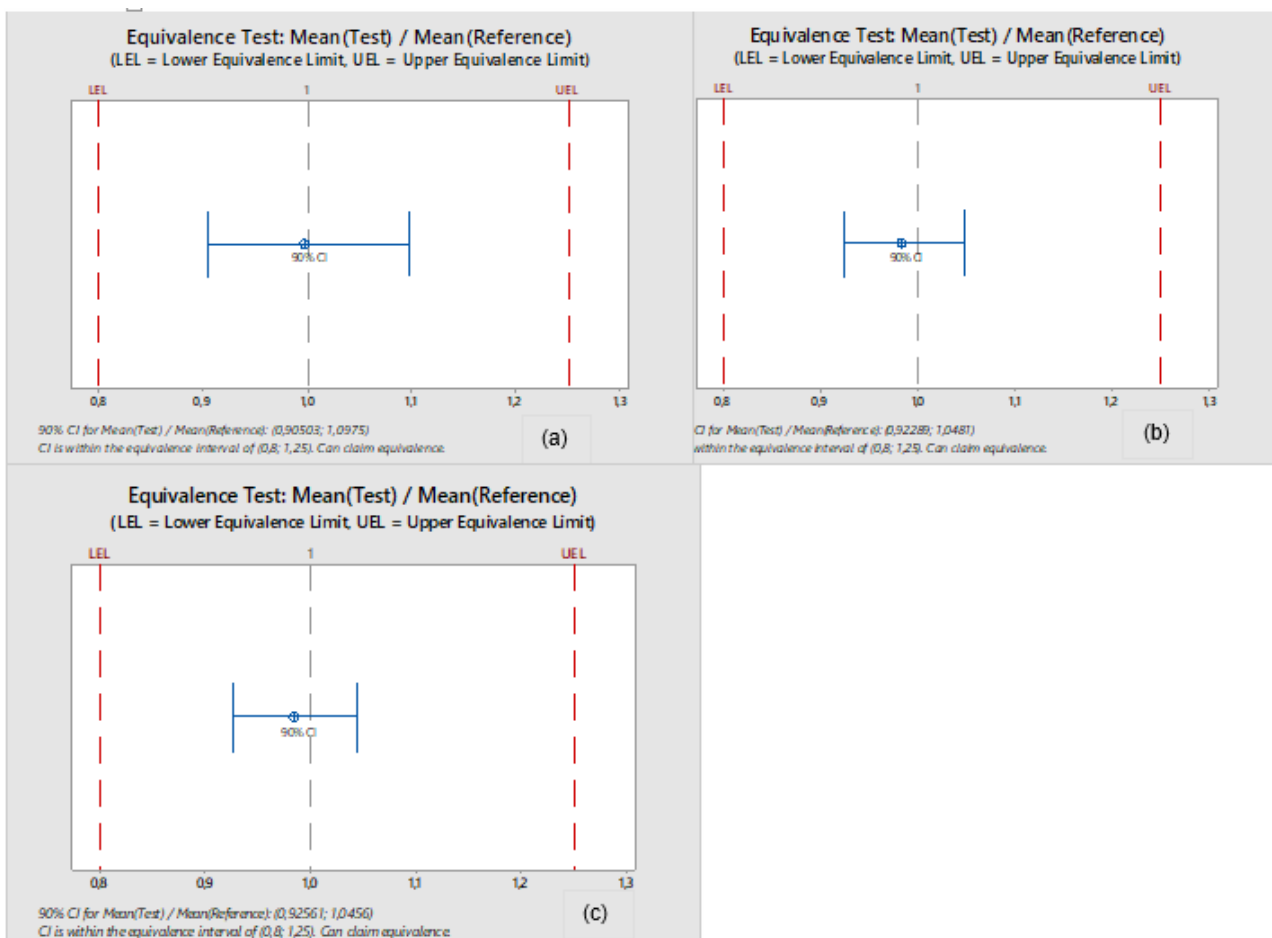 Equivalence Test: Mean(Test) / Mean(Reference)
(LEL = Lower Equivalence Limit, UEL = Upper Equivalence Limit)
LEL 1 UEL
90% CI
0,8 0,9 1,0 1,1 1,2 1,3
90% CI for Mean(Test) / Mean(Reference): (0,90503; 1,0975)
CI is within the equivalence interval of (0,8; 1,25). Can claim equivalence.
(a)
Equivalence Test: Mean(Test) / Mean(Reference)
(LEL = Lower Equivalence Limit, UEL = Upper Equivalence Limit)
LEL 1 UEL
90% CI
0,8 0,9 1,0 1,1 1,2 1,3
CI for Mean(Test) / Mean(Reference): (0,92289; 1,0481)
within the equivalence interval of (0,8; 1,25). Can claim equivalence.
(b)
Equivalence Test: Mean(Test) / Mean(Reference)
(LEL = Lower Equivalence Limit, UEL = Upper Equivalence Limit)
LEL 1 UEL
90% CI
0,8 0,9 1,0 1,1 1,2 1,3
90% CI for Mean(Test) / Mean(Reference): (0,92561; 1,0456)
CI is within the equivalence interval of (0,8; 1,25). Can claim equivalence.
(c)